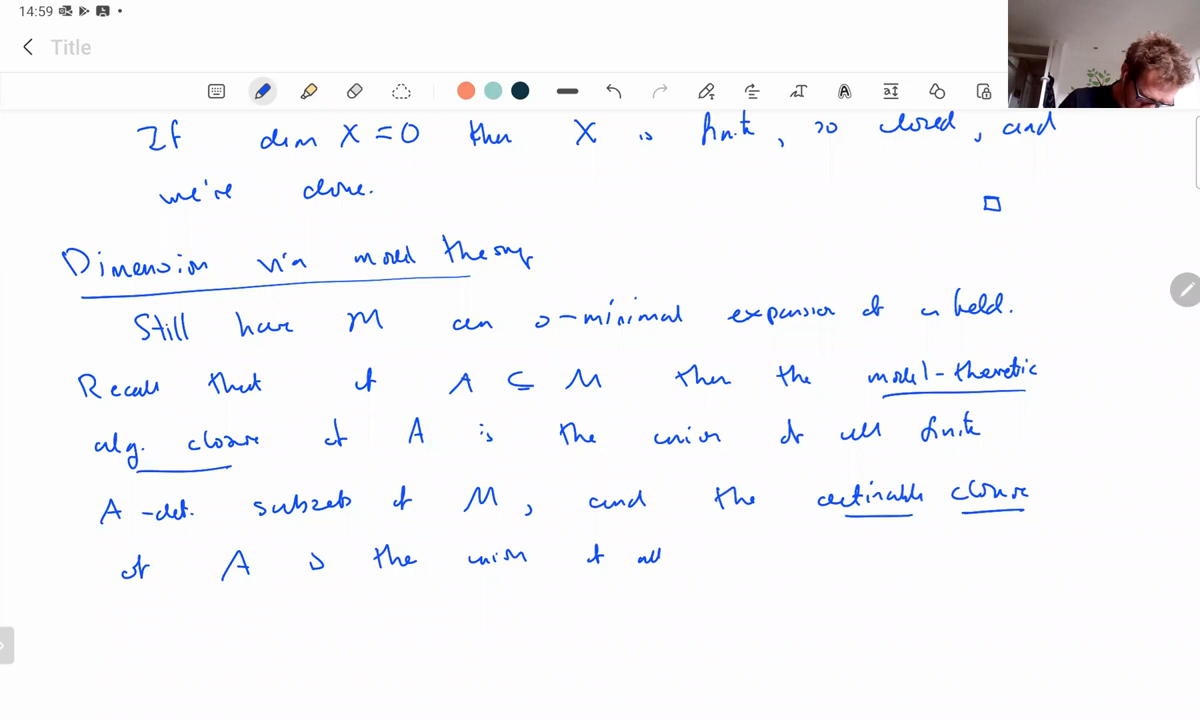 14:59
Title
If dim X = 0 then X is finite, so closed, and
we're done. □
Dimension via model theory
Still have M an o-minimal expansion of a field.
Recall that if A ⊆ M then the model-theoretic
alg. closure of A is the union of all finite
A-def. subsets of M, and the definable closure
of A is the union of all